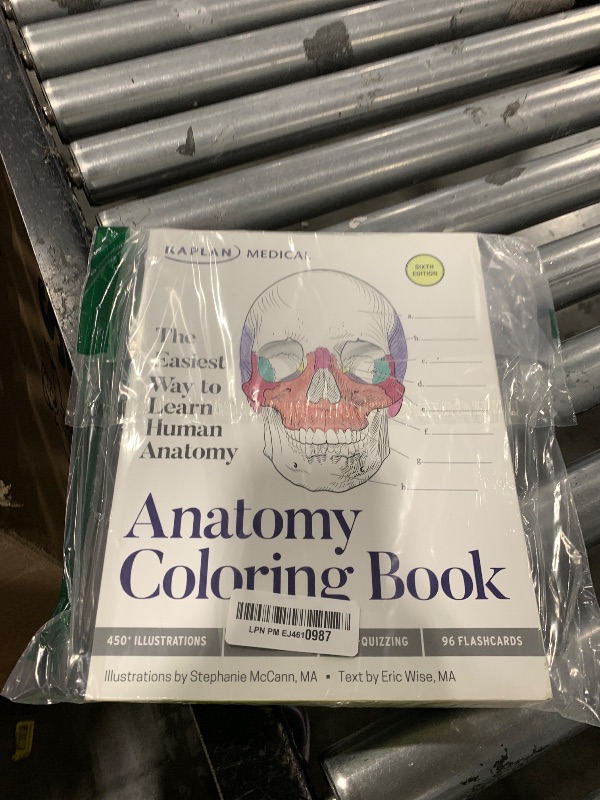 KAPLAN MEDICAL
SIXTH
EDITION
The
Easiest
Way to
Learn
Human
Anatomy
a.
b.
c.
d.
e.
f.
g.
h.
Anatomy
Coloring Book
LPN PM EJ4610987
450+ ILLUSTRATIONS
QUIZZING
96 FLASHCARDS
Illustrations by Stephanie McCann, MA • Text by Eric Wise, MA